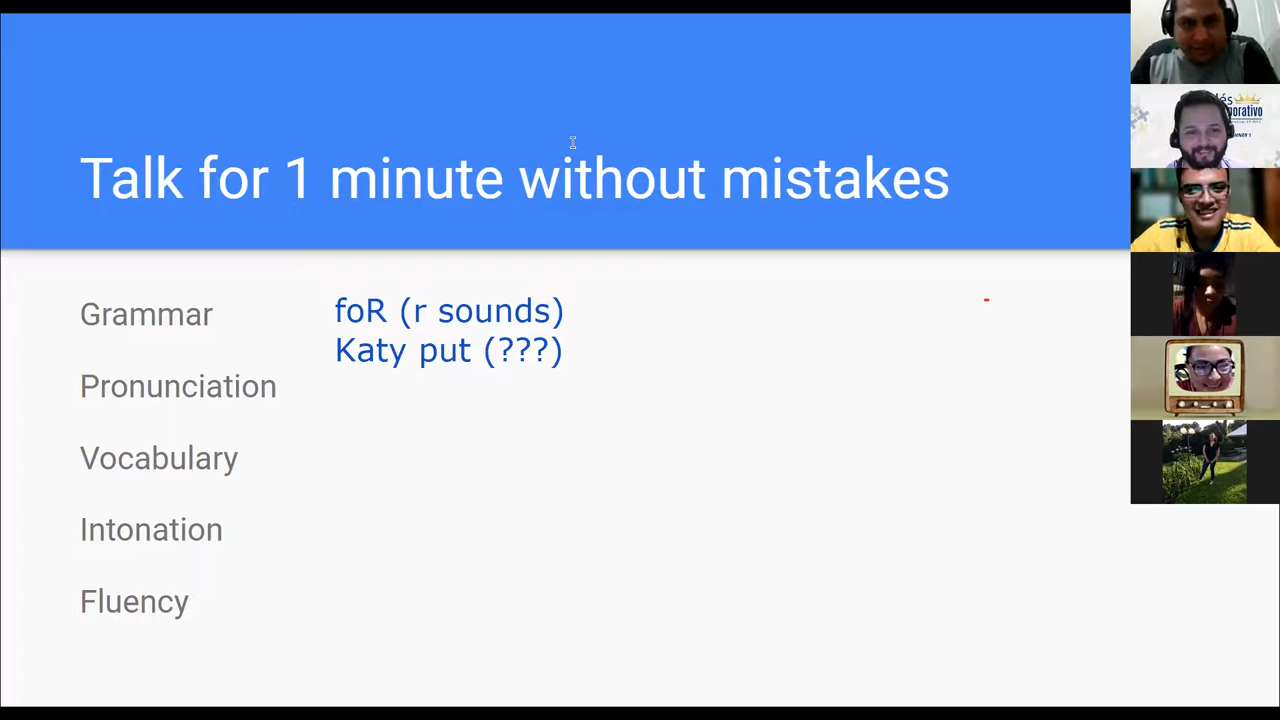 Talk for 1 minute without mistakes
Grammar
foR (r sounds)
Katy put (???)
Pronunciation
Vocabulary
Intonation
Fluency